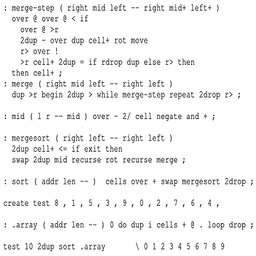 : merge-step ( right mid left -- right mid+ left+ )
  over @ over @ < if
    over @ >r
    2dup - over dup cell+ rot move
    r> over !
    >r cell+ 2dup = if rdrop dup else r> then
  then cell+ ;
: merge ( right mid left -- right left )
  dup >r begin 2dup > while merge-step repeat 2drop r> ;

: mid ( l r -- mid ) over - 2/ cell negate and + ;

: mergesort ( right left -- right left )
  2dup cell+ <= if exit then
  swap 2dup mid recurse rot recurse merge ;

: sort ( addr len -- )  cells over + swap mergesort 2drop ;

create test 8 , 1 , 5 , 3 , 9 , 0 , 2 , 7 , 6 , 4 ,

: .array ( addr len -- ) 0 do dup i cells + @ . loop drop ;

test 10 2dup sort .array       \ 0 1 2 3 4 5 6 7 8 9